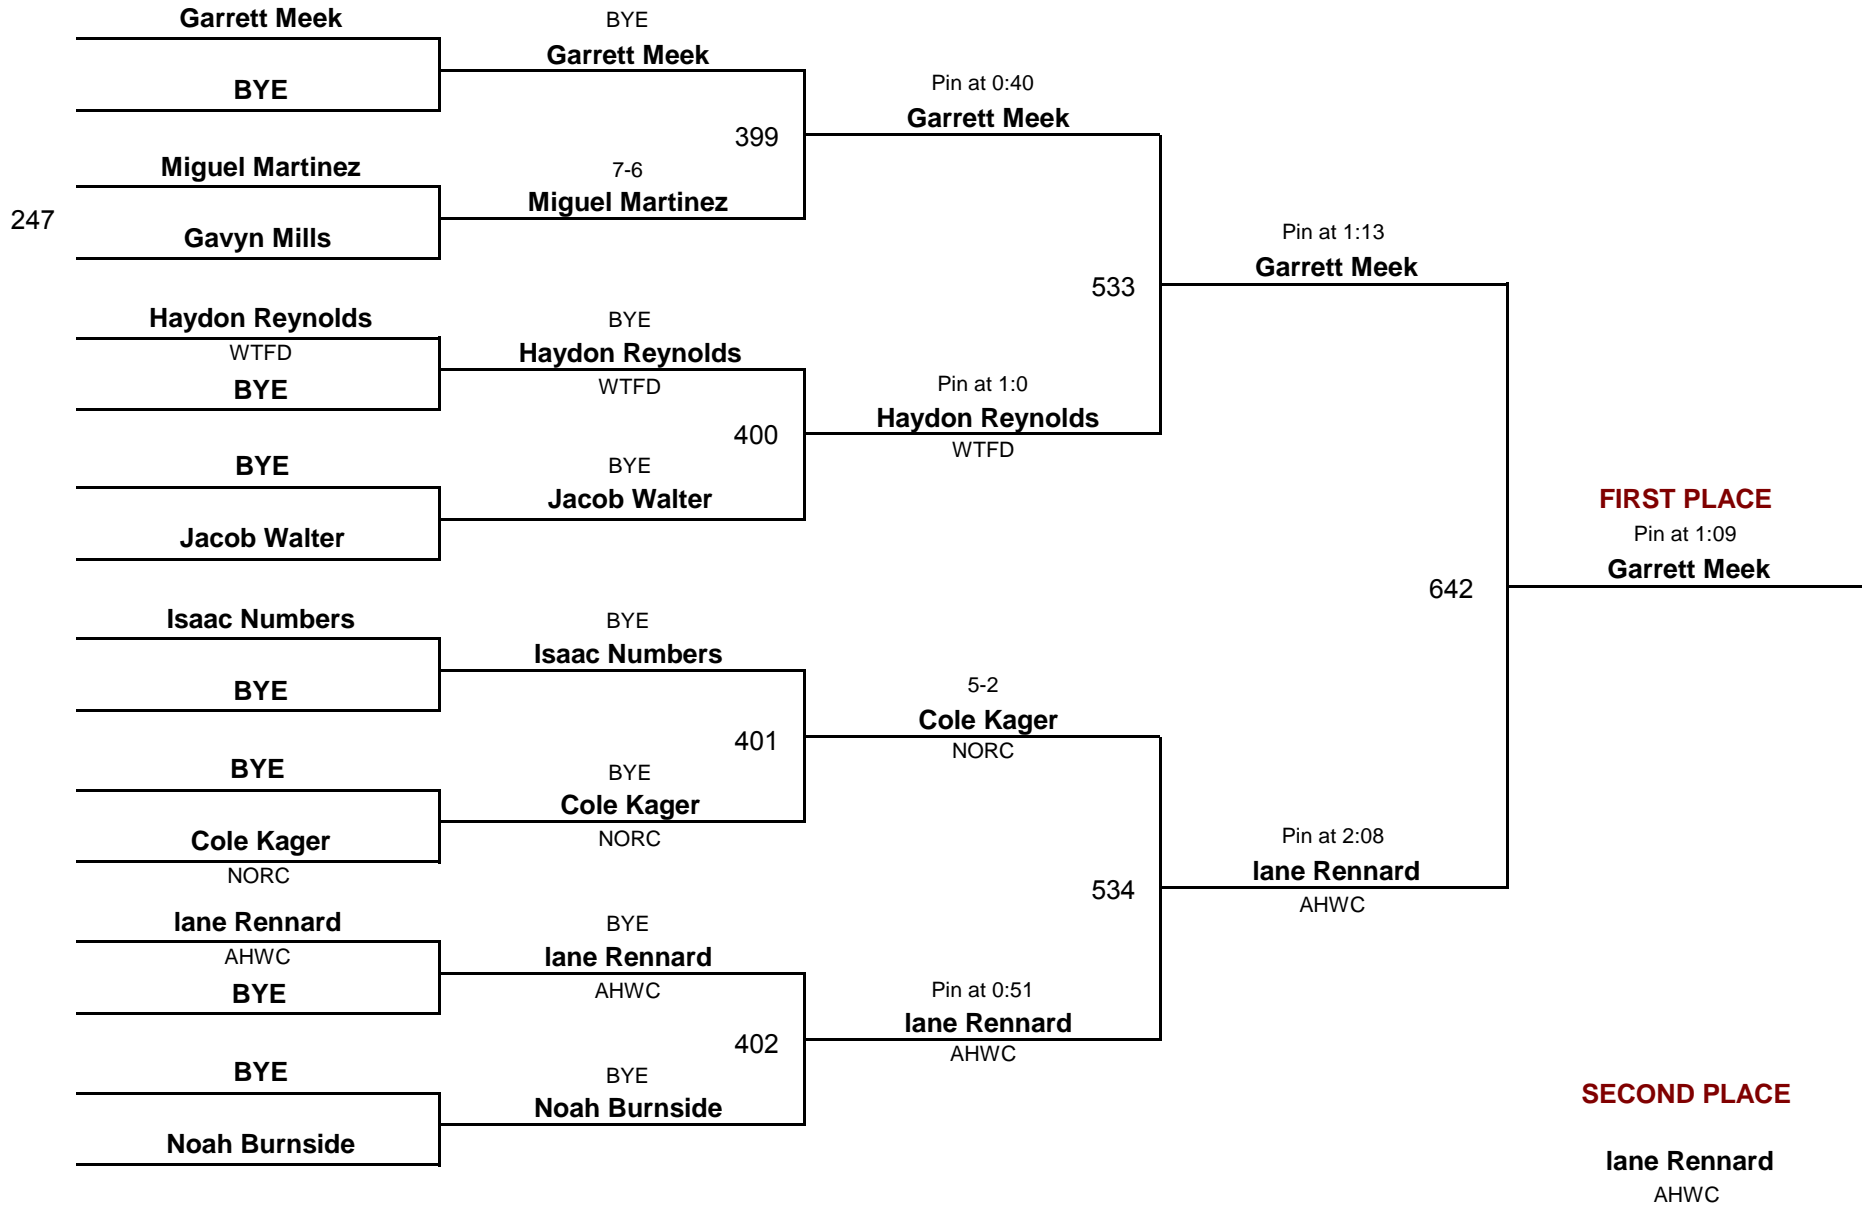 Garrett Meek
BYE
Miguel Martinez
247
Gavyn Mills
Haydon Reynolds
WTFD
BYE
BYE
Jacob Walter
Isaac Numbers
BYE
BYE
Cole Kager
NORC
Iane Rennard
AHWC
BYE
BYE
Noah Burnside
BYE
Garrett Meek
399
7-6
Miguel Martinez
BYE
Haydon Reynolds
WTFD
400
BYE
Jacob Walter
BYE
Isaac Numbers
401
BYE
Cole Kager
NORC
BYE
Iane Rennard
AHWC
402
BYE
Noah Burnside
Pin at 0:40
Garrett Meek
533
Pin at 1:0
Haydon Reynolds
WTFD
5-2
Cole Kager
NORC
534
Pin at 0:51
Iane Rennard
AHWC
Pin at 1:13
Garrett Meek
642
Pin at 2:08
Iane Rennard
AHWC
FIRST PLACE
Pin at 1:09
Garrett Meek
SECOND PLACE
Iane Rennard
AHWC